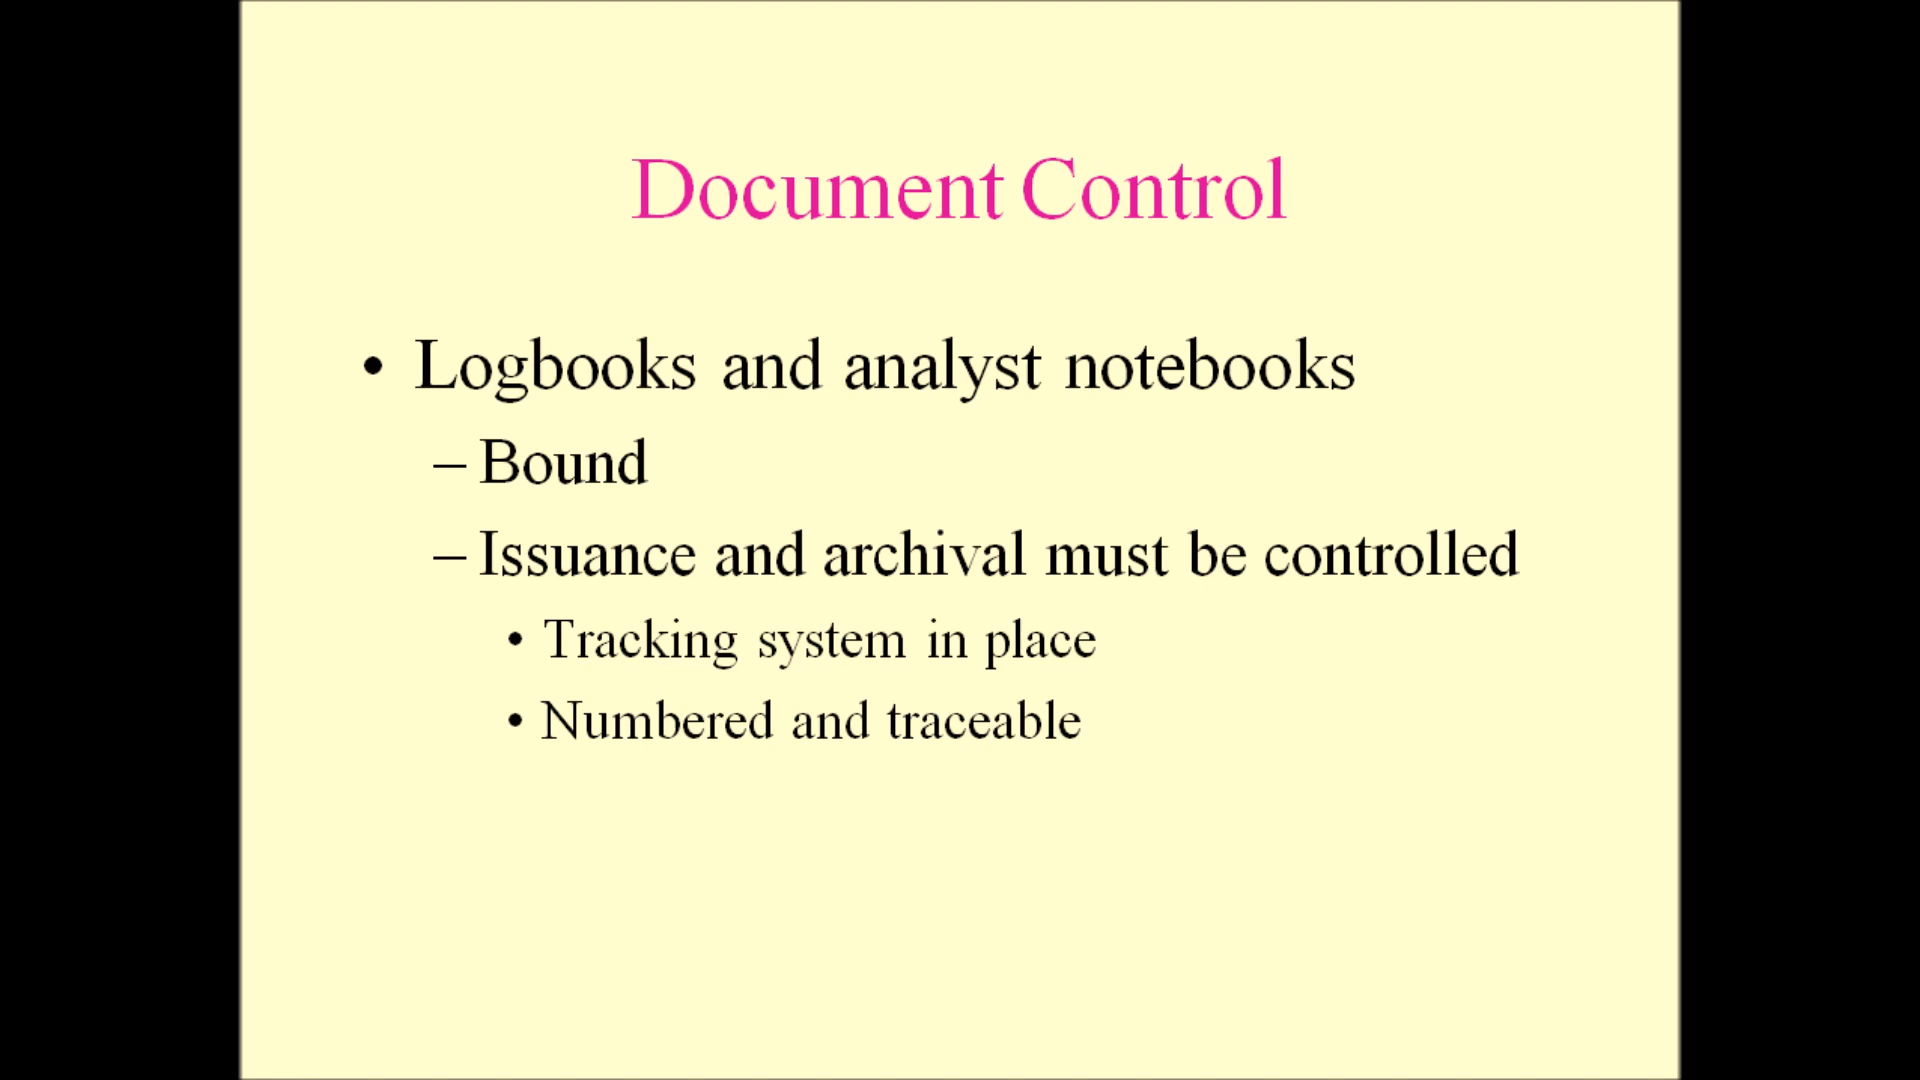 Document Control
• Logbooks and analyst notebooks
– Bound
– Issuance and archival must be controlled
• Tracking system in place
• Numbered and traceable